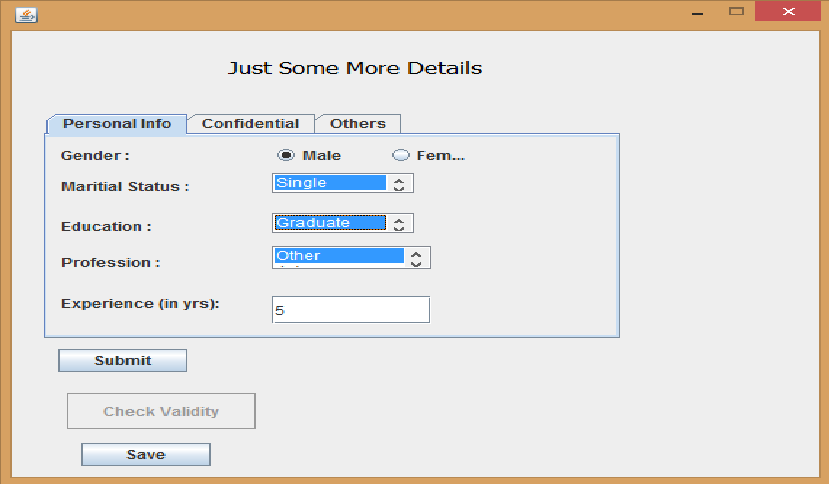 Just Some More Details
Personal Info Confidential Others
Gender : Male Fem...
Maritial Status : Single
Education : Graduate
Profession : Other
Experience (in yrs): 5
Submit
Check Validity
Save